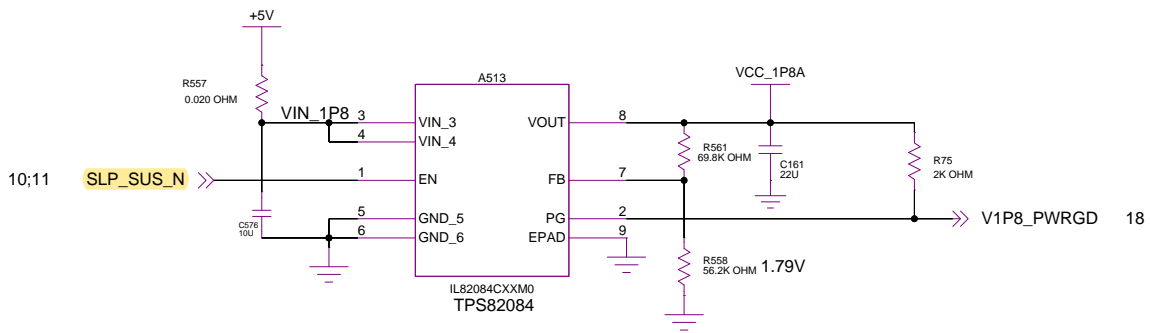 +5V
A513
VCC_1P8A
R557
0.020 OHM
VIN_1P8
3
VIN_3
VOUT
8
4
VIN_4
R561
69.8K OHM
C161
22U
R75
2K OHM
10;11
SLP_SUS_N
1
EN
FB
7
5
GND_5
PG
2
V1P8_PWRGD
18
C576
10U
6
GND_6
EPAD
9
R558
56.2K OHM
1.79V
IL82084CXXM0
TPS82084